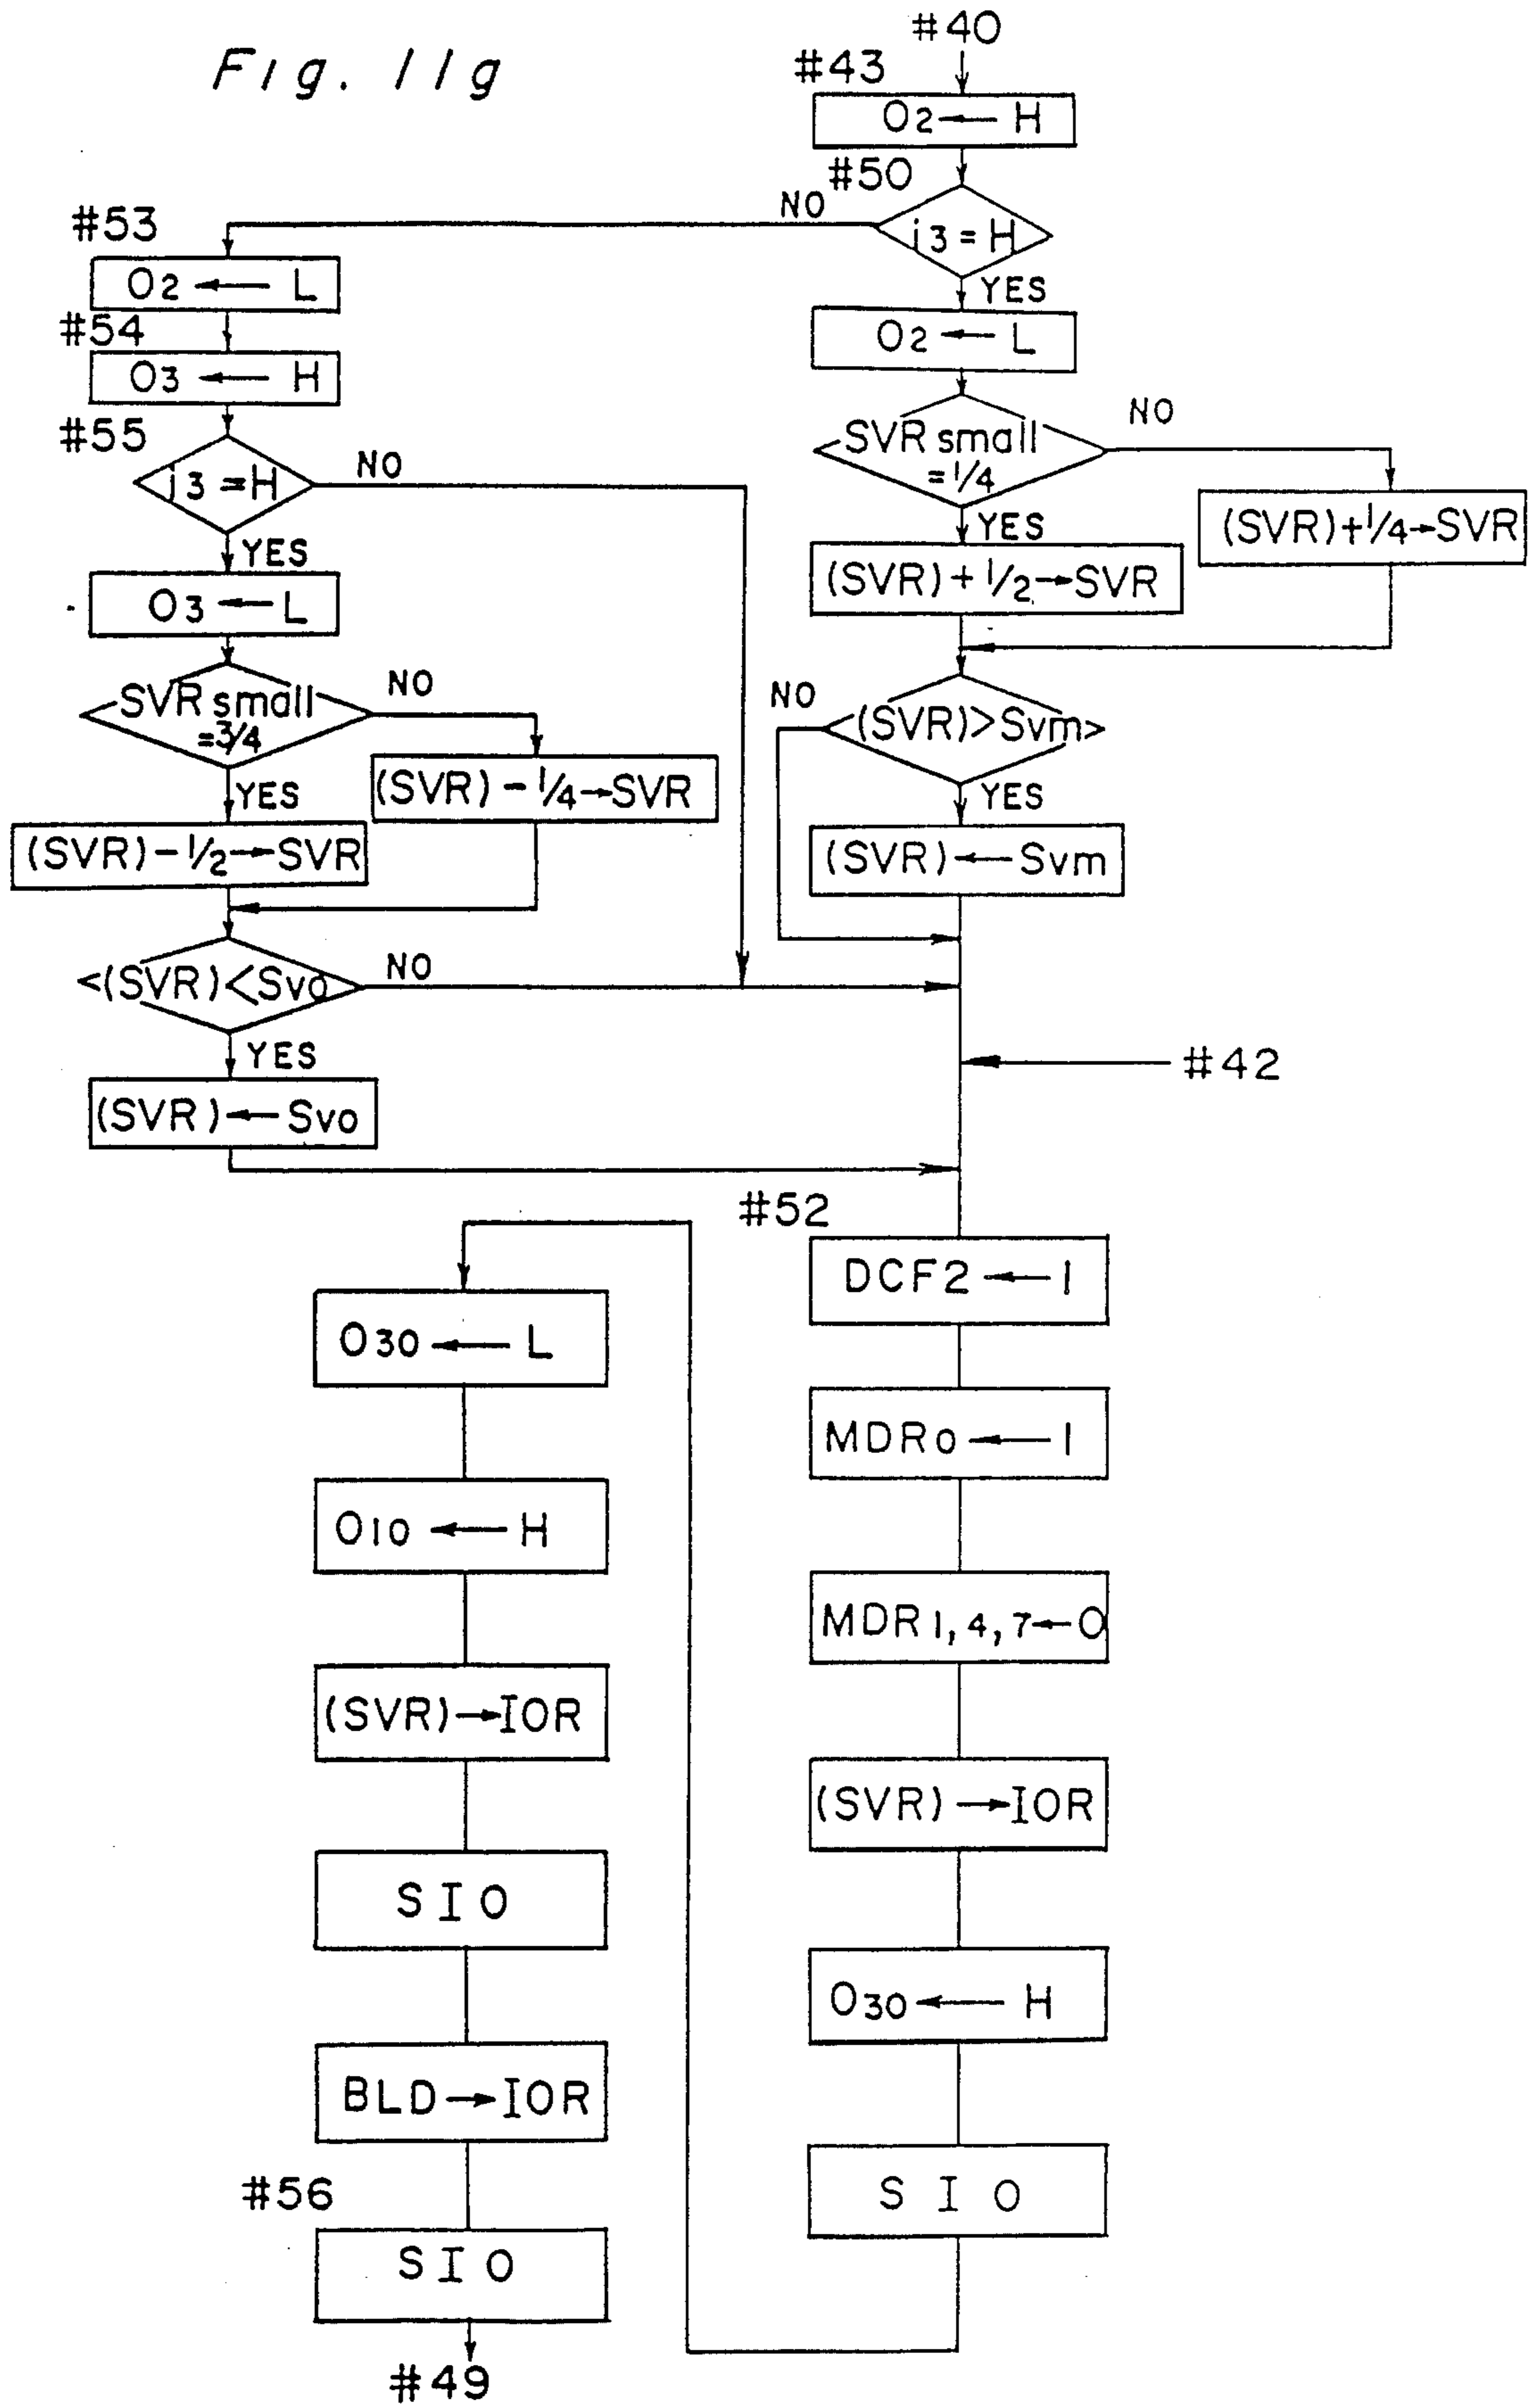 Fig. 11g
#40
#43
O2 ← H
#50
i3 = H
NO
YES
O2 ← L
SVR small
= 1/4
NO
(SVR)+1/4→SVR
YES
(SVR)+ 1/2→SVR
(SVR)>Svm
NO
YES
(SVR) ← Svm
#53
O2 ← L
#54
O3 ← H
#55
i3 = H
NO
YES
O3 ← L
SVR small
=3/4
NO
(SVR) - 1/4→SVR
YES
(SVR)-1/2→SVR
(SVR)<Svo
NO
YES
(SVR) ← Svo
#42
#52
DCF2 ← 1
MDR0 ← 1
MDR1, 4, 7←0
(SVR)→IOR
O30 ← H
SIO
O30 ← L
O10 ← H
(SVR)→IOR
SIO
BLD→IOR
#56
SIO
#49